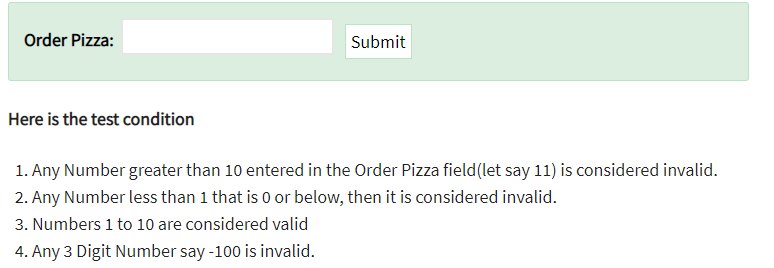 Order Pizza: Submit
Here is the test condition
1. Any Number greater than 10 entered in the Order Pizza field(let say 11) is considered invalid.
2. Any Number less than 1 that is 0 or below, then it is considered invalid.
3. Numbers 1 to 10 are considered valid
4. Any 3 Digit Number say -100 is invalid.